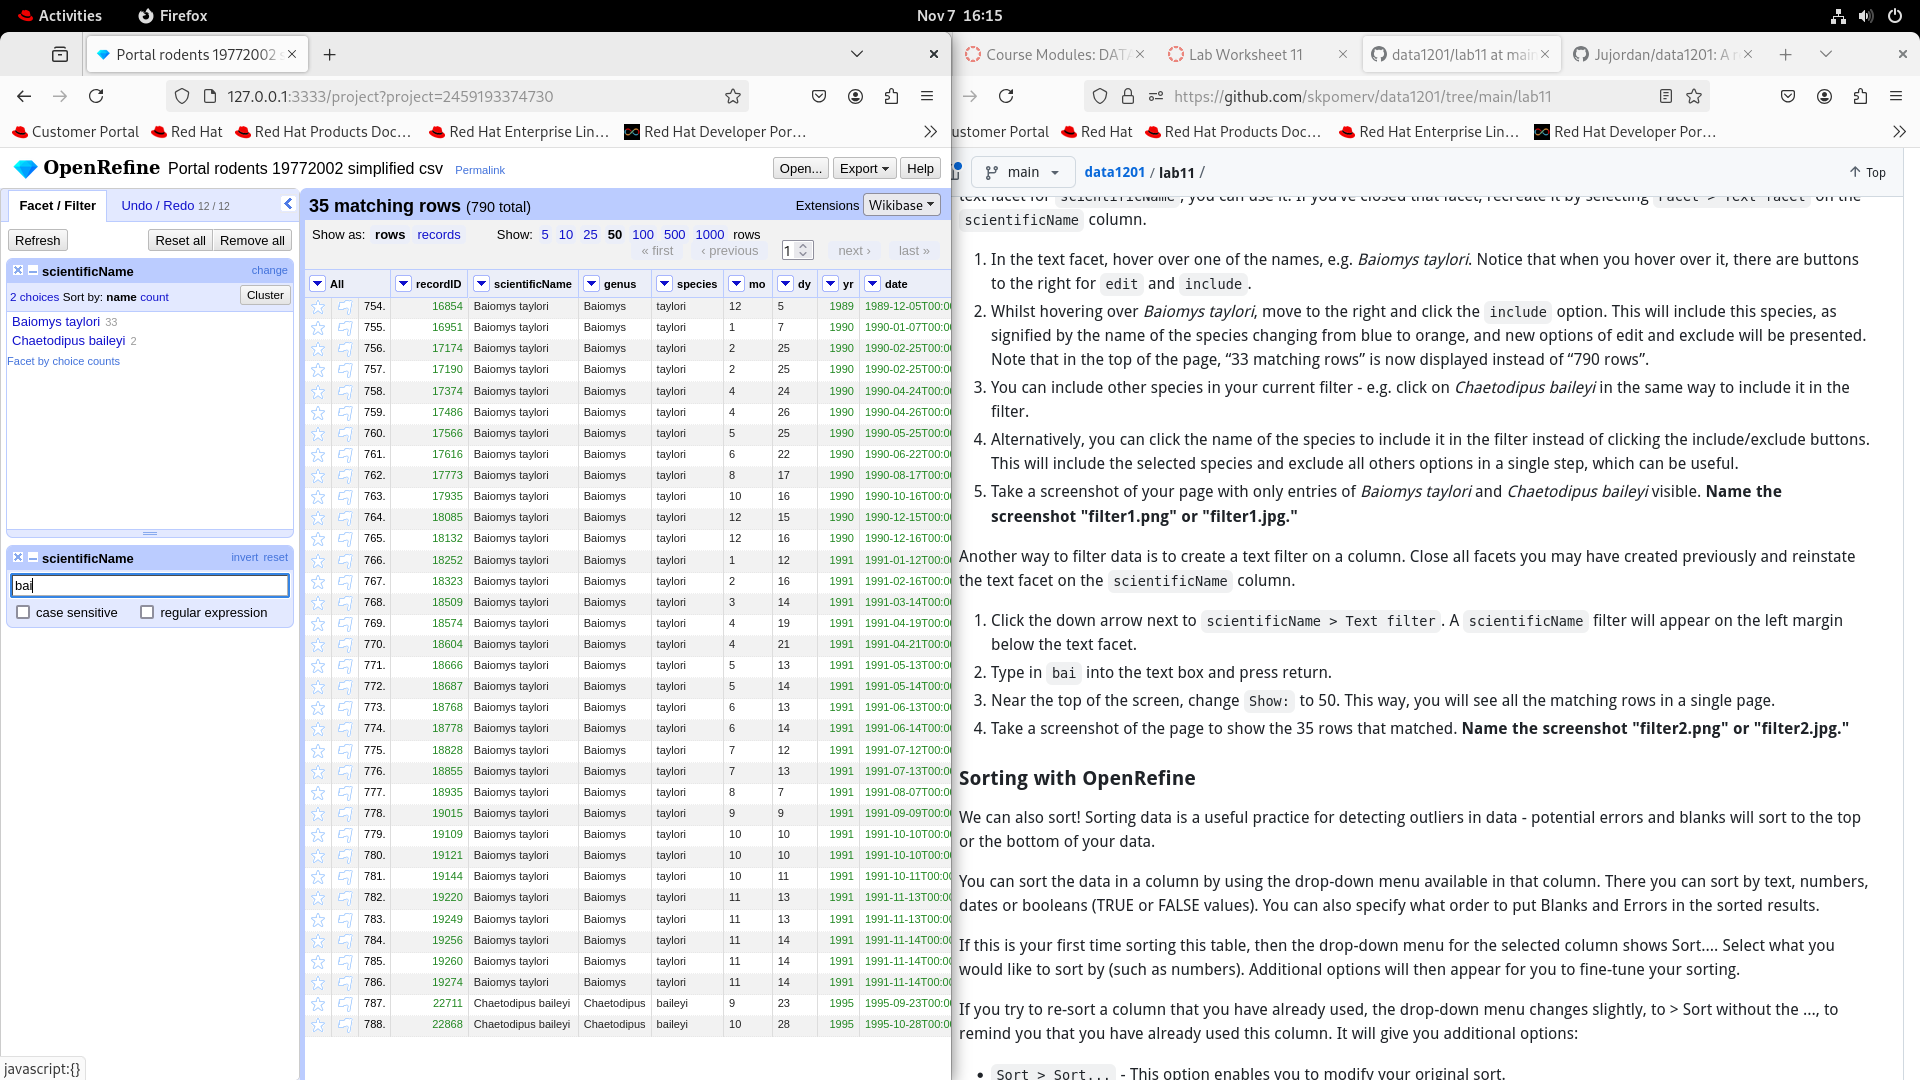 Activities
Firefox
Nov 7 16:15
Portal rodents 19772002 s
127.0.0.1:3333/project?project=2459193374730
Customer Portal
Red Hat
Red Hat Products Doc…
Red Hat Enterprise Lin…
Red Hat Developer Por…
OpenRefine
Portal rodents 19772002 simplified csv
Permalink
Open...
Export
Help
Facet / Filter
Undo / Redo 12 / 12
Refresh
Reset all
Remove all
scientificName
change
2 choices Sort by: name count
Cluster
Baiomys taylori 33
Chaetodipus baileyi 2
Facet by choice counts
scientificName
invert reset
bai
case sensitive
regular expression
javascript:{}
35 matching rows (790 total)
Extensions
Wikibase
Show as: rows records
Show: 5 10 25 50 100 500 1000 rows
« first ‹ previous 1 next › last »
All recordID scientificName genus species mo dy yr date
754. 16854 Baiomys taylori Baiomys taylori 12 5 1989 1989-12-05T00:0
755. 16951 Baiomys taylori Baiomys taylori 1 7 1990 1990-01-07T00:0
756. 17174 Baiomys taylori Baiomys taylori 2 25 1990 1990-02-25T00:0
757. 17190 Baiomys taylori Baiomys taylori 2 25 1990 1990-02-25T00:0
758. 17374 Baiomys taylori Baiomys taylori 4 24 1990 1990-04-24T00:0
759. 17486 Baiomys taylori Baiomys taylori 4 26 1990 1990-04-26T00:0
760. 17566 Baiomys taylori Baiomys taylori 5 25 1990 1990-05-25T00:0
761. 17616 Baiomys taylori Baiomys taylori 6 22 1990 1990-06-22T00:0
762. 17773 Baiomys taylori Baiomys taylori 8 17 1990 1990-08-17T00:0
763. 17935 Baiomys taylori Baiomys taylori 10 16 1990 1990-10-16T00:0
764. 18085 Baiomys taylori Baiomys taylori 12 15 1990 1990-12-15T00:0
765. 18132 Baiomys taylori Baiomys taylori 12 16 1990 1990-12-16T00:0
766. 18252 Baiomys taylori Baiomys taylori 1 12 1991 1991-01-12T00:0
767. 18323 Baiomys taylori Baiomys taylori 2 16 1991 1991-02-16T00:0
768. 18509 Baiomys taylori Baiomys taylori 3 14 1991 1991-03-14T00:0
769. 18574 Baiomys taylori Baiomys taylori 4 19 1991 1991-04-19T00:0
770. 18604 Baiomys taylori Baiomys taylori 4 21 1991 1991-04-21T00:0
771. 18666 Baiomys taylori Baiomys taylori 5 13 1991 1991-05-13T00:0
772. 18687 Baiomys taylori Baiomys taylori 5 14 1991 1991-05-14T00:0
773. 18768 Baiomys taylori Baiomys taylori 6 13 1991 1991-06-13T00:0
774. 18778 Baiomys taylori Baiomys taylori 6 14 1991 1991-06-14T00:0
775. 18828 Baiomys taylori Baiomys taylori 7 12 1991 1991-07-12T00:0
776. 18855 Baiomys taylori Baiomys taylori 7 13 1991 1991-07-13T00:0
777. 18935 Baiomys taylori Baiomys taylori 8 7 1991 1991-08-07T00:0
778. 19015 Baiomys taylori Baiomys taylori 9 9 1991 1991-09-09T00:0
779. 19109 Baiomys taylori Baiomys taylori 10 10 1991 1991-10-10T00:0
780. 19121 Baiomys taylori Baiomys taylori 10 10 1991 1991-10-10T00:0
781. 19144 Baiomys taylori Baiomys taylori 10 11 1991 1991-10-11T00:0
782. 19220 Baiomys taylori Baiomys taylori 11 13 1991 1991-11-13T00:0
783. 19249 Baiomys taylori Baiomys taylori 11 13 1991 1991-11-13T00:0
784. 19256 Baiomys taylori Baiomys taylori 11 14 1991 1991-11-14T00:0
785. 19260 Baiomys taylori Baiomys taylori 11 14 1991 1991-11-14T00:0
786. 19274 Baiomys taylori Baiomys taylori 11 14 1991 1991-11-14T00:0
787. 22711 Chaetodipus baileyi Chaetodipus baileyi 9 23 1995 1995-09-23T00:0
788. 22868 Chaetodipus baileyi Chaetodipus baileyi 10 28 1995 1995-10-28T00:0
Course Modules: DATA
Lab Worksheet 11
data1201/lab11 at main
Jujordan/data1201: A r
https://github.com/skpomerv/data1201/tree/main/lab11
ustomer Portal
Red Hat
Red Hat Products Doc…
Red Hat Enterprise Lin…
Red Hat Developer Por…
main
data1201 / lab11 /
Top
text facet for scientificName, you can use it. If you've closed that facet, recreate it by selecting Facet > Text facet on the
scientificName column.
1. In the text facet, hover over one of the names, e.g. Baiomys taylori. Notice that when you hover over it, there are buttons
to the right for edit and include.
2. Whilst hovering over Baiomys taylori, move to the right and click the include option. This will include this species, as
signified by the name of the species changing from blue to orange, and new options of edit and exclude will be presented.
Note that in the top of the page, “33 matching rows” is now displayed instead of “790 rows”.
3. You can include other species in your current filter - e.g. click on Chaetodipus baileyi in the same way to include it in the
filter.
4. Alternatively, you can click the name of the species to include it in the filter instead of clicking the include/exclude buttons.
This will include the selected species and exclude all others options in a single step, which can be useful.
5. Take a screenshot of your page with only entries of Baiomys taylori and Chaetodipus baileyi visible. Name the
screenshot "filter1.png" or "filter1.jpg."
Another way to filter data is to create a text filter on a column. Close all facets you may have created previously and reinstate
the text facet on the scientificName column.
1. Click the down arrow next to scientificName > Text filter. A scientificName filter will appear on the left margin
below the text facet.
2. Type in bai into the text box and press return.
3. Near the top of the screen, change Show: to 50. This way, you will see all the matching rows in a single page.
4. Take a screenshot of the page to show the 35 rows that matched. Name the screenshot "filter2.png" or "filter2.jpg."
Sorting with OpenRefine
We can also sort! Sorting data is a useful practice for detecting outliers in data - potential errors and blanks will sort to the top
or the bottom of your data.
You can sort the data in a column by using the drop-down menu available in that column. There you can sort by text, numbers,
dates or booleans (TRUE or FALSE values). You can also specify what order to put Blanks and Errors in the sorted results.
If this is your first time sorting this table, then the drop-down menu for the selected column shows Sort.... Select what you
would like to sort by (such as numbers). Additional options will then appear for you to fine-tune your sorting.
If you try to re-sort a column that you have already used, the drop-down menu changes slightly, to > Sort without the ..., to
remind you that you have already used this column. It will give you additional options:
• Sort > Sort... - This option enables you to modify your original sort.